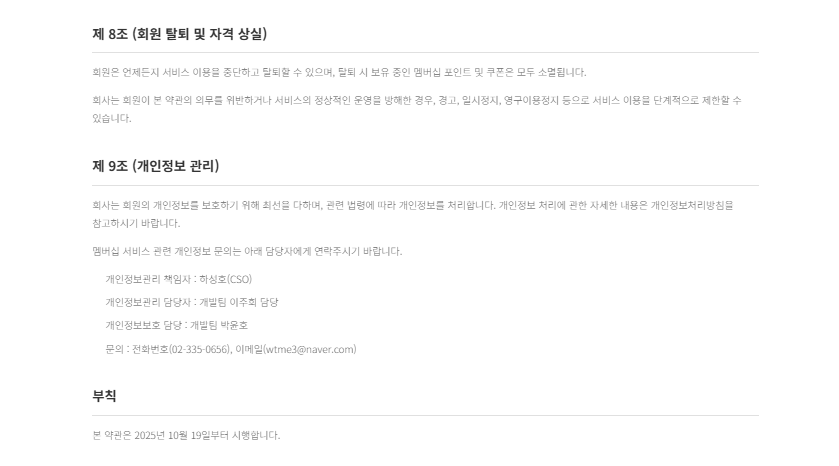 제 8조 (회원 탈퇴 및 자격 상실)
회원은 언제든지 서비스 이용을 중단하고 탈퇴할 수 있으며, 탈퇴 시 보유 중인 멤버십 포인트 및 쿠폰은 모두 소멸됩니다.
회사는 회원이 본 약관의 의무를 위반하거나 서비스의 정상적인 운영을 방해한 경우, 경고, 일시정지, 영구이용정지 등으로 서비스 이용을 단계적으로 제한할 수
있습니다.
제 9조 (개인정보 관리)
회사는 회원의 개인정보를 보호하기 위해 최선을 다하며, 관련 법령에 따라 개인정보를 처리합니다. 개인정보 처리에 관한 자세한 내용은 개인정보처리방침을
참고하시기 바랍니다.
멤버십 서비스 관련 개인정보 문의는 아래 담당자에게 연락주시기 바랍니다.
개인정보관리 책임자 : 하성호(CSO)
개인정보관리 담당자 : 개발팀 이주희 담당
개인정보보호 담당 : 개발팀 박윤호
문의 : 전화번호(02-335-0656), 이메일(wtme3@naver.com)
부칙
본 약관은 2025년 10월 19일부터 시행합니다.